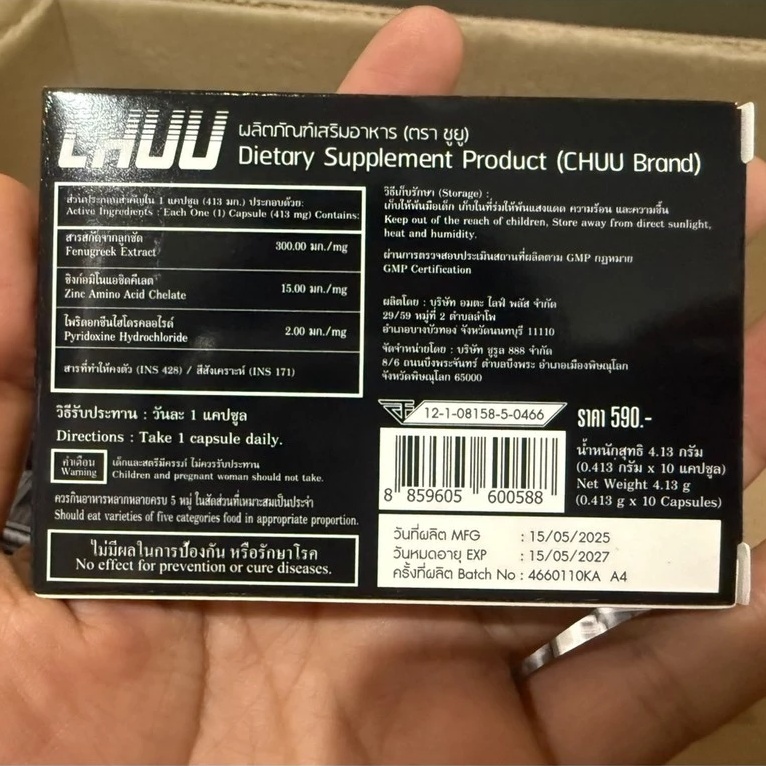 CHUU
ผลิตภัณฑ์เสริมอาหาร (ตรา ชูยู)
Dietary Supplement Product (CHUU Brand)
ส่วนประกอบสำคัญใน 1 แคปซูล (413 มก.) ประกอบด้วย:
Active Ingredients : Each One (1) Capsule (413 mg) Contains:
สารสกัดจากลูกซัด
Fenugreek Extract
300.00 มก./mg
ซิงก์อมิโนแอซิดคีเลต
Zinc Amino Acid Chelate
15.00 มก./mg
ไพริดอกซีนไฮโดรคลอไรด์
Pyridoxine Hydrochloride
2.00 มก./mg
สารที่ทำให้คงตัว (INS 428) / สีสังเคราะห์ (INS 171)
วิธีรับประทาน : วันละ 1 แคปซูล
Directions : Take 1 capsule daily.
คำเตือน
Warning
เด็กและสตรีมีครรภ์ ไม่ควรรับประทาน
Children and pregnant woman should not take.
ควรกินอาหารหลากหลายครบ 5 หมู่ ในสัดส่วนที่เหมาะสมเป็นประจำ
Should eat varieties of five categories food in appropriate proportion.
ไม่มีผลในการป้องกัน หรือรักษาโรค
No effect for prevention or cure diseases.
วิธีเก็บรักษา (Storage) :
เก็บให้พ้นมือเด็ก เก็บในที่ร่มให้พ้นแสงแดด ความร้อน และความชื้น
Keep out of the reach of children, Store away from direct sunlight,
heat and humidity.
ผ่านการตรวจสอบประเมินสถานที่ผลิตตาม GMP กฎหมาย
GMP Certification
ผลิตโดย : บริษัท อมตะ ไลฟ์ พลัส จำกัด
29/59 หมู่ที่ 2 ตำบลลำโพ
อำเภอบางบัวทอง จังหวัดนนทบุรี 11110
จัดจำหน่ายโดย : บริษัท ชูรูล 888 จำกัด
8/6 ถนนบึงพระจันทร์ ตำบลบึงพระ อำเภอเมืองพิษณุโลก
จังหวัดพิษณุโลก 65000
12-1-08158-5-0466
ราคา 590.-
8 859605 600588
น้ำหนักสุทธิ 4.13 กรัม
(0.413 กรัม x 10 แคปซูล)
Net Weight 4.13 g
(0.413 g x 10 Capsules)
วันที่ผลิต MFG : 15/05/2025
วันหมดอายุ EXP : 15/05/2027
ครั้งที่ผลิต Batch No : 4660110KA A4